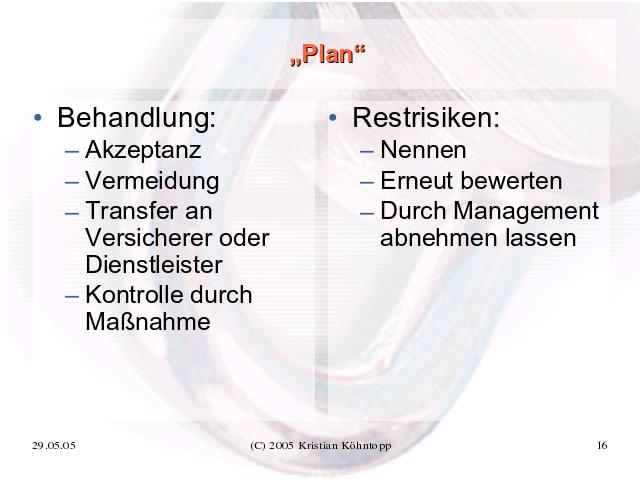 „Plan“
• Behandlung:
– Akzeptanz
– Vermeidung
– Transfer an
Versicherer oder
Dienstleister
– Kontrolle durch
Maßnahme
• Restrisiken:
– Nennen
– Erneut bewerten
– Durch Management
abnehmen lassen
29.05.05
(C) 2005 Kristian Köhntopp
16